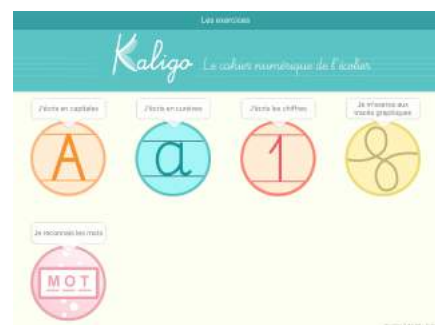 Les exercices
Kaligo Le cahier numérique de l'écolier
J'écris en capitales
J'écris en cursives
J'écris les chiffres
Je m'exerce aux
tracés graphiques
A
a
1
Je reconnais les mots
MOT